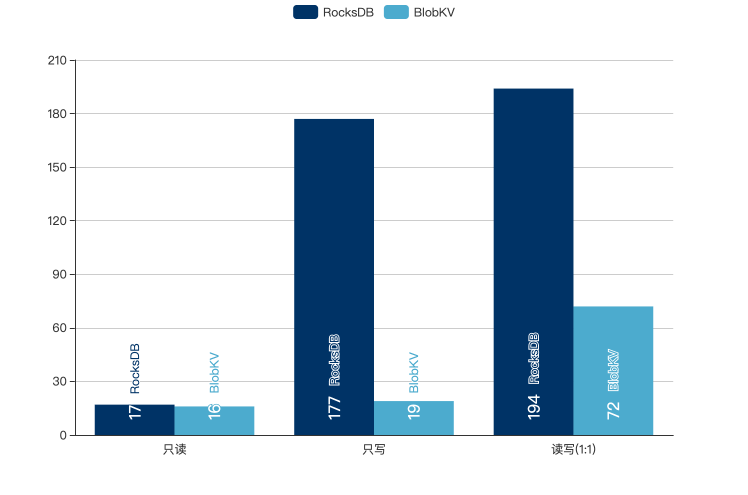 RocksDB BlobKV
210
180
150
120
90
60
30
0
17 RocksDB
16 BlobKV
177 RocksDB
19 BlobKV
194 RocksDB
72 BlobKV
只读 只写 读写(1:1)